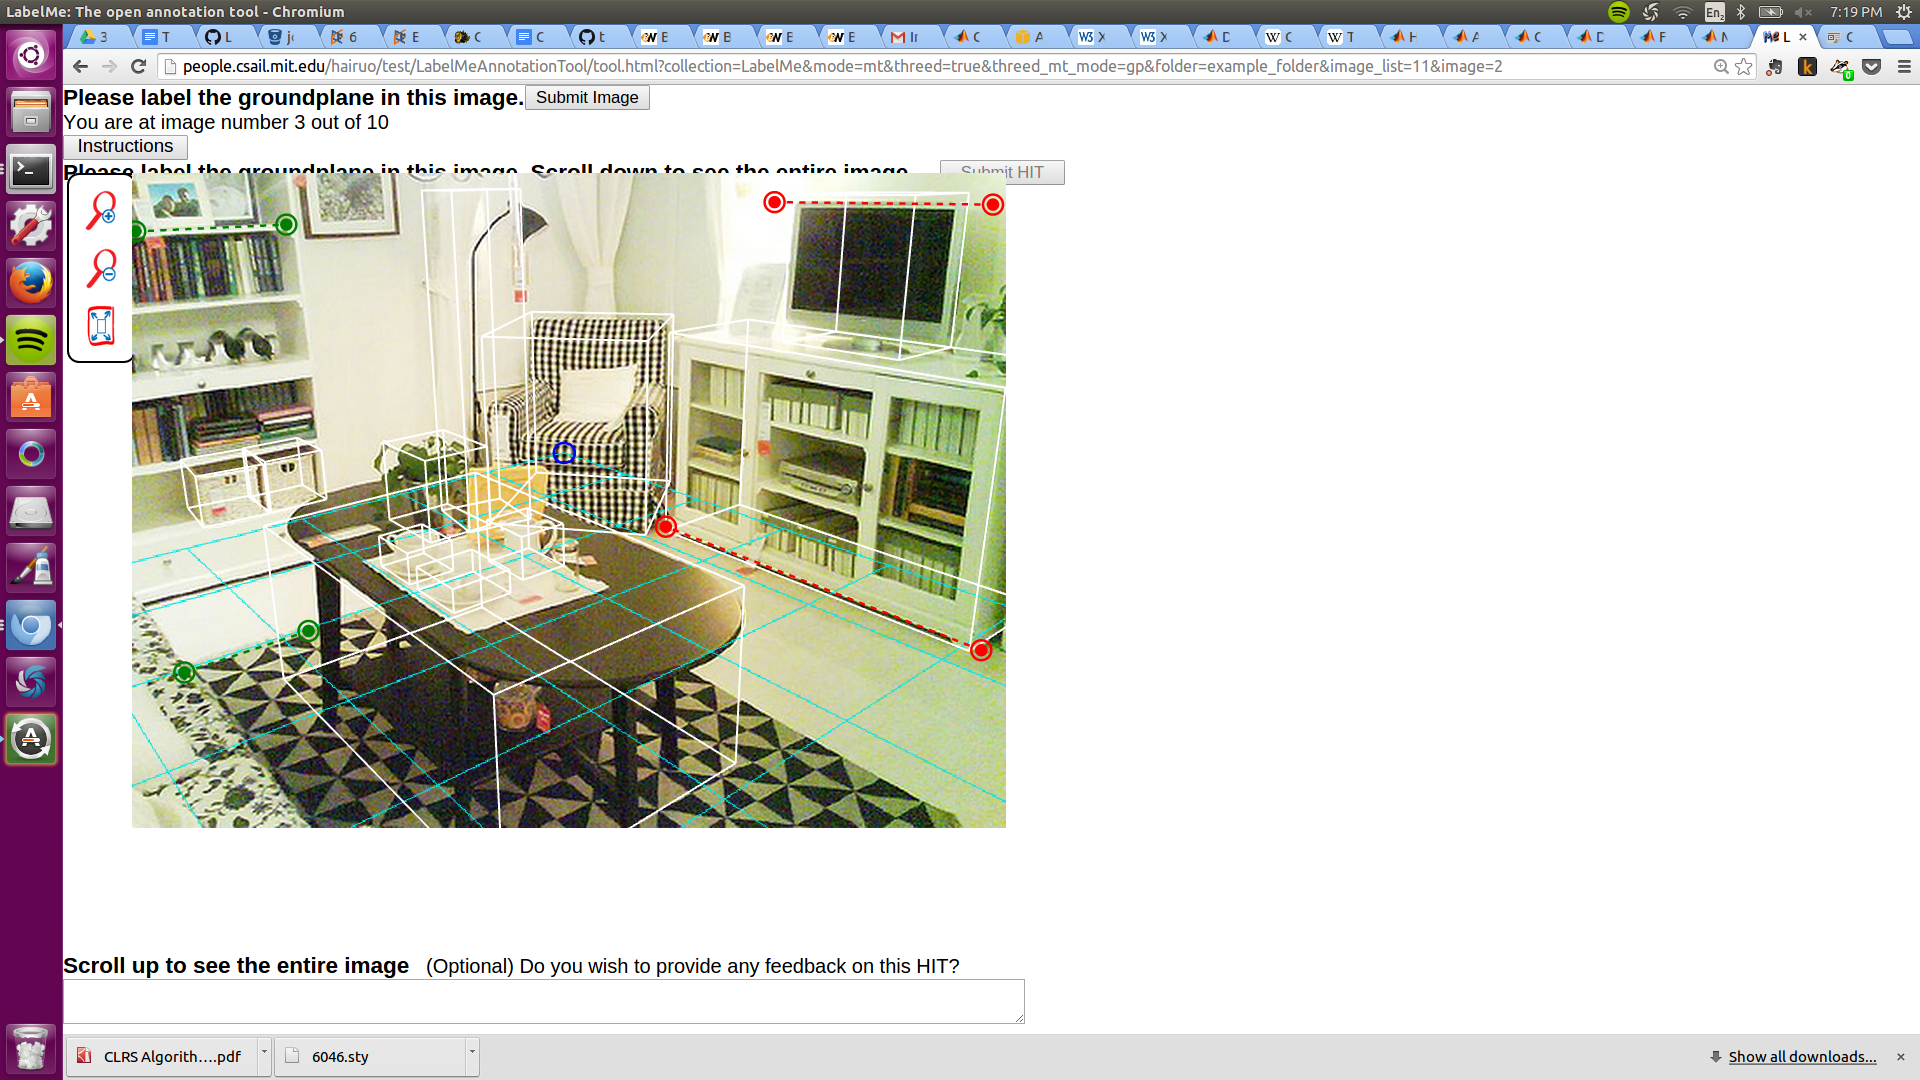 LabelMe: The open annotation tool - Chromium
En
7:19 PM
3
T
L
6
E
C
C
t
E
B
E
E
C
A
X
X
D
C
T
H
A
C
D
F
L
C
people.csail.mit.edu/hairuo/test/LabelMeAnnotationTool/tool.html?collection=LabelMe&mode=mt&threed=true&threed_mt_mode=gp&folder=example_folder&image_list=11&image=2
Please label the groundplane in this image. Submit Image
You are at image number 3 out of 10
Instructions
Please label the groundplane in this image. Scroll down to see the entire image. Submit HIT
Scroll up to see the entire image (Optional) Do you wish to provide any feedback on this HIT?
CLRS Algorith....pdf
6046.sty
Show all downloads...